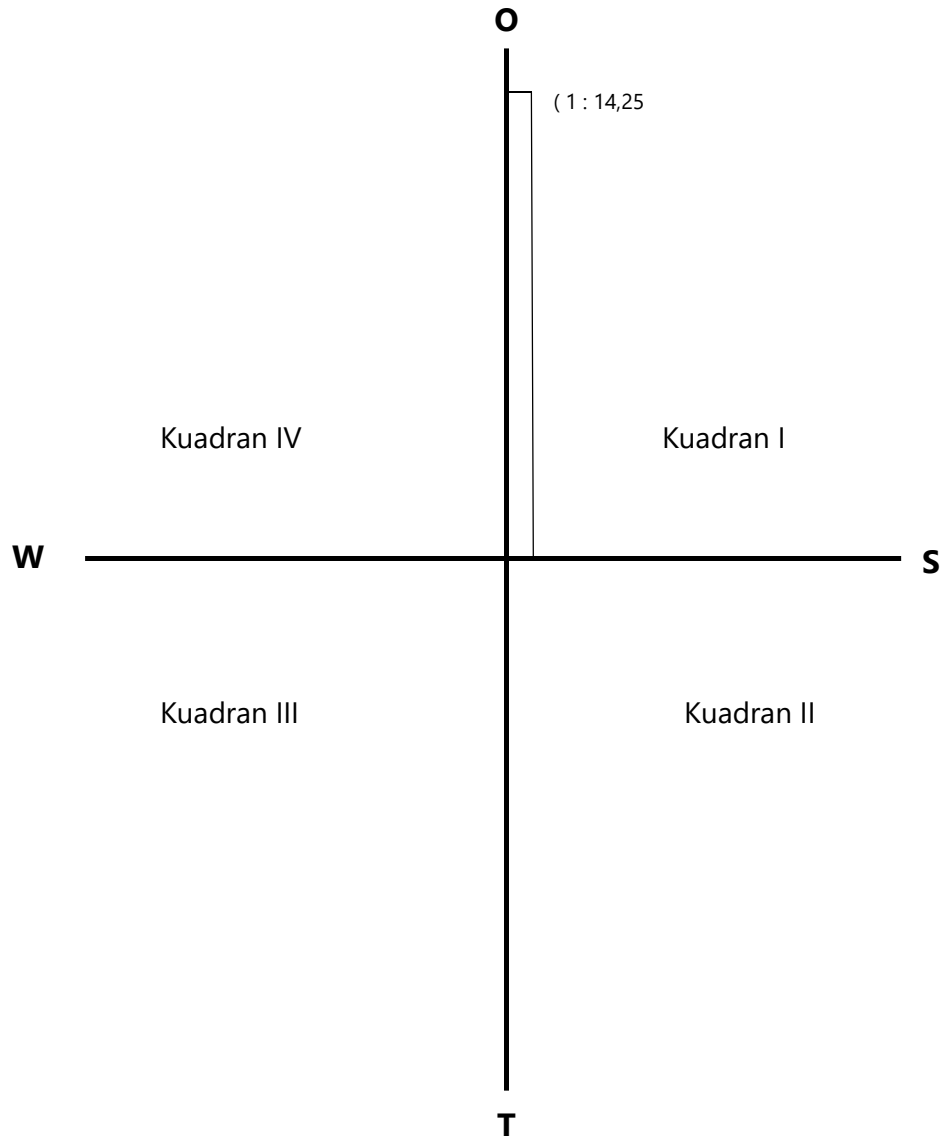 O
( 1 : 14,25
Kuadran IV
Kuadran I
W
S
Kuadran III
Kuadran II
T